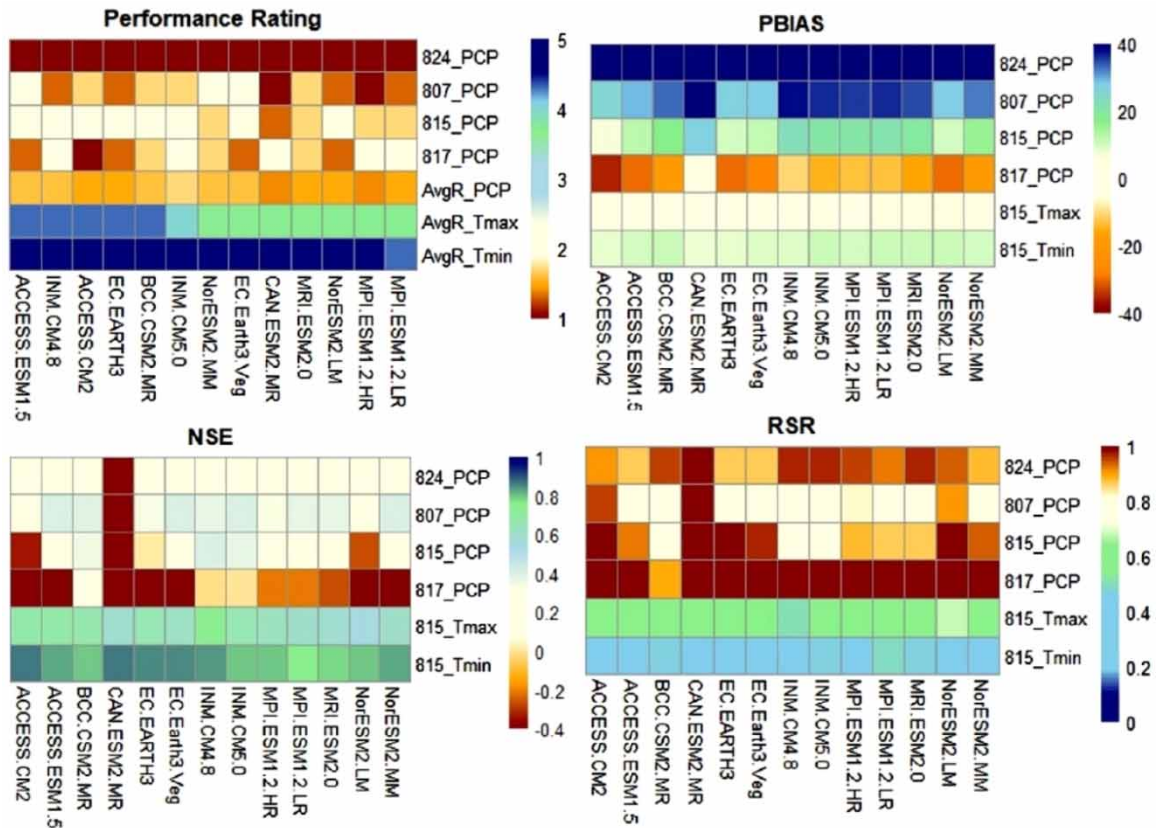 Performance Rating
824_PCP
807_PCP
815_PCP
817_PCP
AvgR_PCP
AvgR_Tmax
AvgR_Tmin
5
4
3
2
1
ACCESS.ESM1.5
INM.CM4.8
ACCESS.CM2
EC.EARTH3
BCC.CSM2.MR
INM.CM5.0
NorESM2.MM
EC.Earth3.Veg
CAN.ESM2.MR
MRI.ESM2.0
NorESM2.LM
MPI.ESM1.2.HR
MPI.ESM1.2.LR
PBIAS
824_PCP
807_PCP
815_PCP
817_PCP
815_Tmax
815_Tmin
40
20
0
-20
-40
ACCESS.CM2
ACCESS.ESM1.5
BCC.CSM2.MR
CAN.ESM2.MR
EC.EARTH3
EC.Earth3.Veg
INM.CM4.8
INM.CM5.0
MPI.ESM1.2.HR
MPI.ESM1.2.LR
MRI.ESM2.0
NorESM2.LM
NorESM2.MM
NSE
824_PCP
807_PCP
815_PCP
817_PCP
815_Tmax
815_Tmin
1
0.8
0.6
0.4
0.2
0
-0.2
-0.4
ACCESS.CM2
ACCESS.ESM1.5
BCC.CSM2.MR
CAN.ESM2.MR
EC.EARTH3
EC.Earth3.Veg
INM.CM4.8
INM.CM5.0
MPI.ESM1.2.HR
MPI.ESM1.2.LR
MRI.ESM2.0
NorESM2.LM
NorESM2.MM
RSR
824_PCP
807_PCP
815_PCP
817_PCP
815_Tmax
815_Tmin
1
0.8
0.6
0.4
0.2
0
ACCESS.CM2
ACCESS.ESM1.5
BCC.CSM2.MR
CAN.ESM2.MR
EC.EARTH3
EC.Earth3.Veg
INM.CM4.8
INM.CM5.0
MPI.ESM1.2.HR
MPI.ESM1.2.LR
MRI.ESM2.0
NorESM2.LM
NorESM2.MM